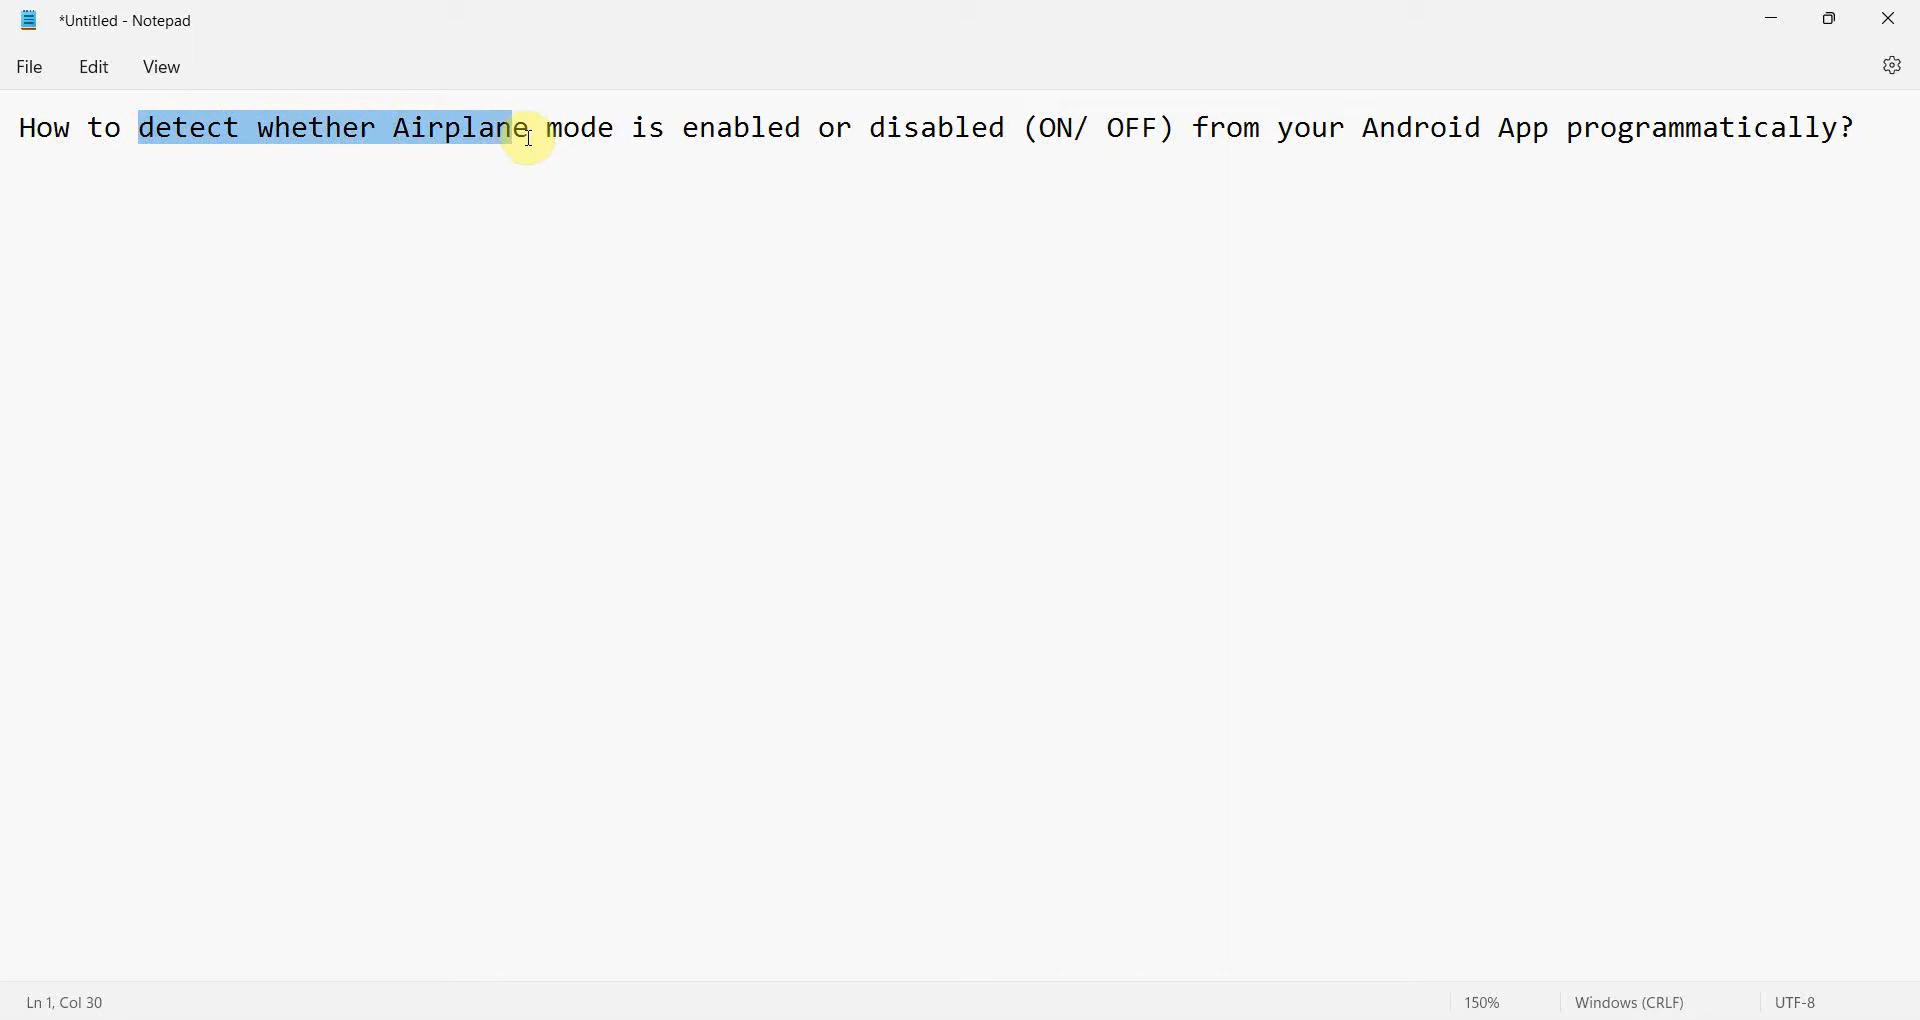 *Untitled - Notepad
File Edit View
How to detect whether Airplane mode is enabled or disabled (ON/ OFF) from your Android App programmatically?
Ln 1, Col 30 150% Windows (CRLF) UTF-8